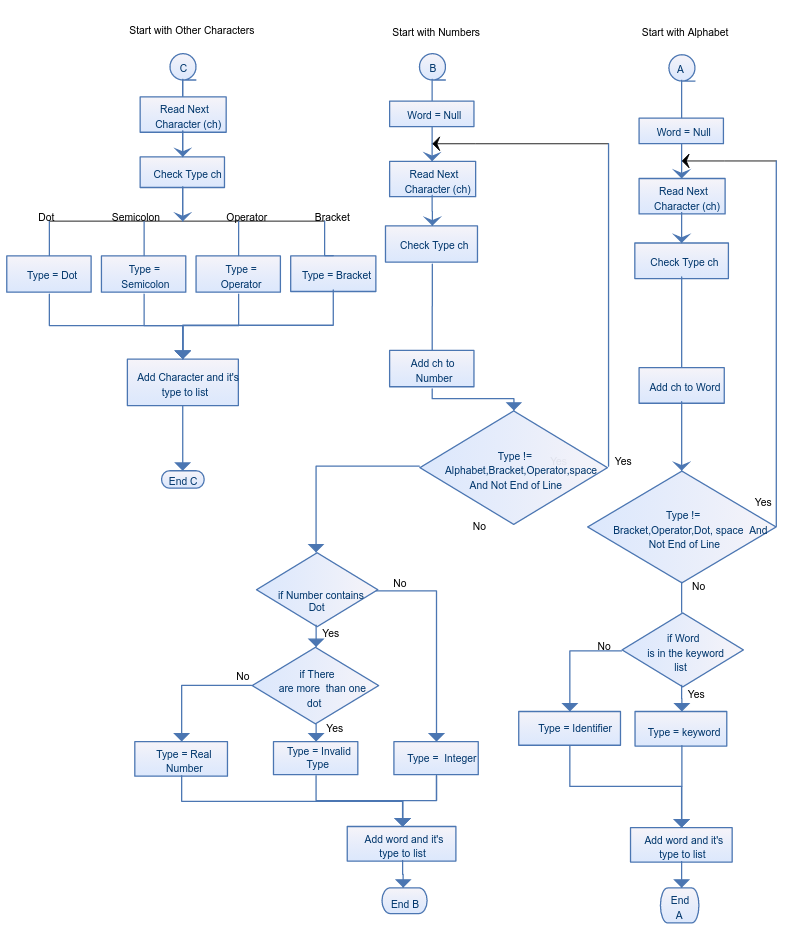 Start with Other Characters
Start with Numbers
Start with Alphabet
C
B
A
Read Next
Character (ch)
Check Type ch
Dot
Semicolon
Operator
Bracket
Type = Dot
Type =
Semicolon
Type =
Operator
Type = Bracket
Add Character and it's
type to list
End C
Word = Null
Read Next
Character (ch)
Check Type ch
Add ch to
Number
Type !=
Alphabet,Bracket,Operator,space
And Not End of Line
Yes
No
if Number contains
Dot
No
Yes
if There
are more than one
dot
No
Yes
Type = Real
Number
Type = Invalid
Type
Type = Integer
Add word and it's
type to list
End B
Word = Null
Read Next
Character (ch)
Check Type ch
Add ch to Word
Type !=
Bracket,Operator,Dot, space And
Not End of Line
Yes
No
if Word
is in the keyword
list
No
Yes
Type = Identifier
Type = keyword
Add word and it's
type to list
End
A